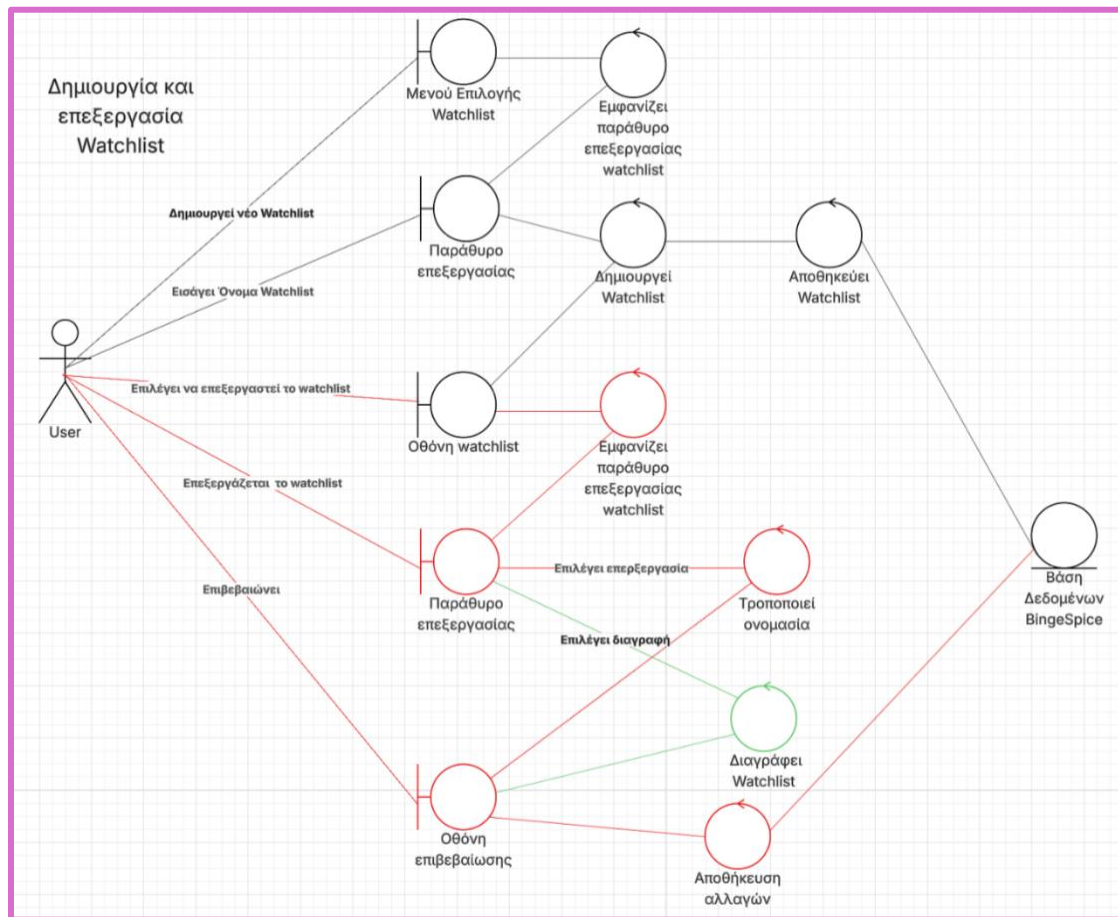 Δημιουργία και
επεξεργασία
Watchlist
Μενού Επιλογής
Watchlist
Εμφανίζει
παράθυρο
επεξεργασίας
watchlist
Δημιουργεί νέο Watchlist
Παράθυρο
επεξεργασίας
Δημιουργεί
Watchlist
Αποθηκεύει
Watchlist
Εισάγει Όνομα Watchlist
Επιλέγει να επεξεργαστεί το watchlist
User
Οθόνη watchlist
Εμφανίζει
παράθυρο
επεξεργασίας
watchlist
Επεξεργάζεται το watchlist
Επιβεβαιώνει
Παράθυρο
επεξεργασίας
Επιλέγει επερξεργασία
Τροποποιεί
ονομασία
Βάση
Δεδομένων
BingeSpice
Επιλέγει διαγραφή
Διαγράφει
Watchlist
Οθόνη
επιβεβαίωσης
Αποθήκευση
αλλαγών